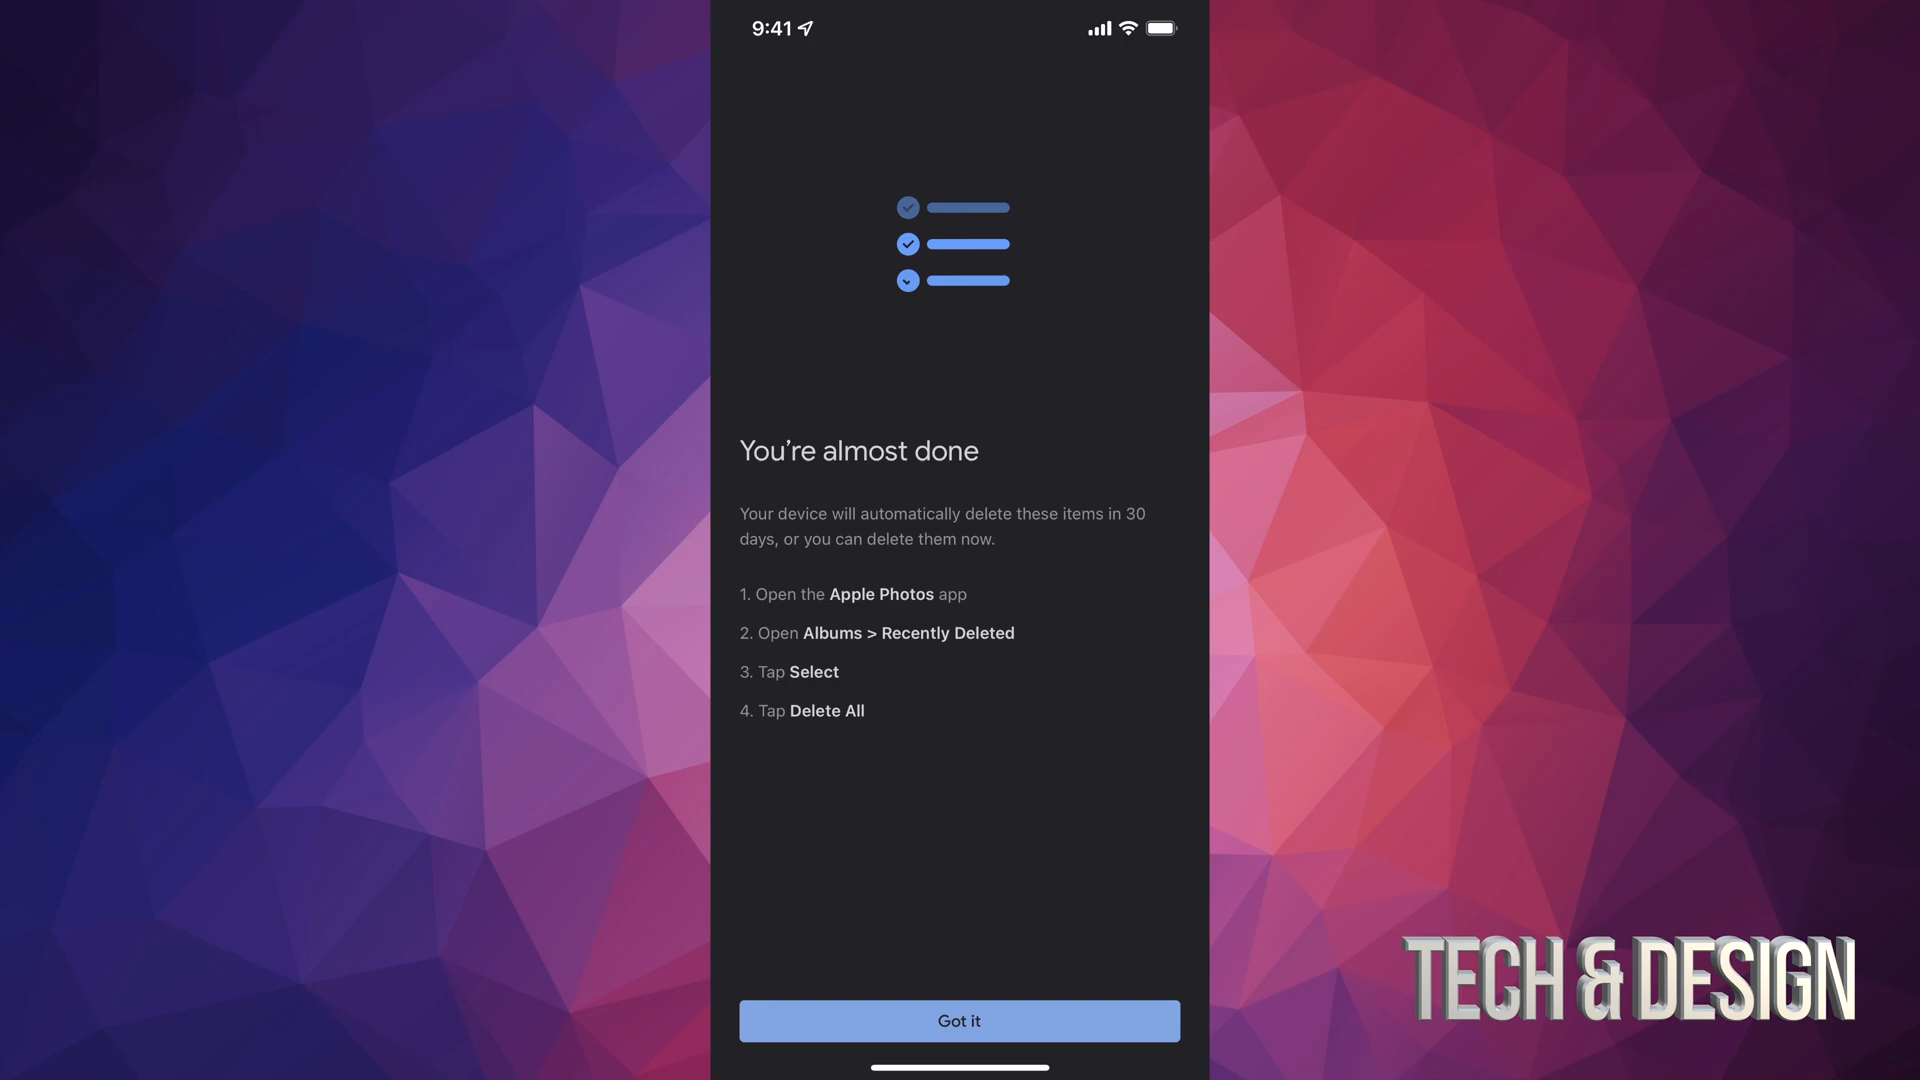 9:41
You're almost done
Your device will automatically delete these items in 30
days, or you can delete them now.
1. Open the Apple Photos app
2. Open Albums > Recently Deleted
3. Tap Select
4. Tap Delete All
Got it
TECH & DESIGN